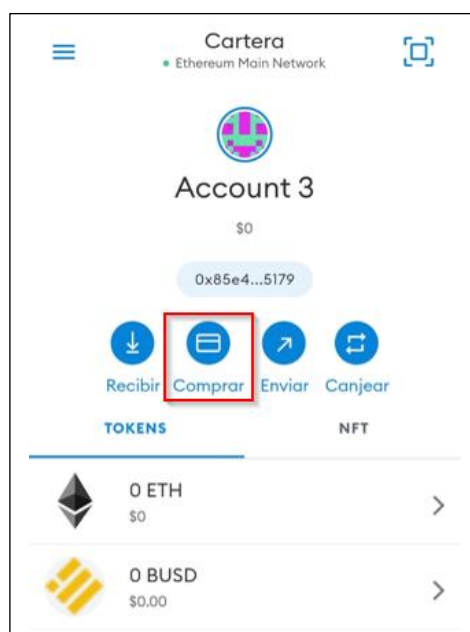 Cartera
Ethereum Main Network
Account 3
$0
0x85e4...5179
Recibir Comprar Enviar Canjear
TOKENS NFT
0 ETH
$0
0 BUSD
$0.00